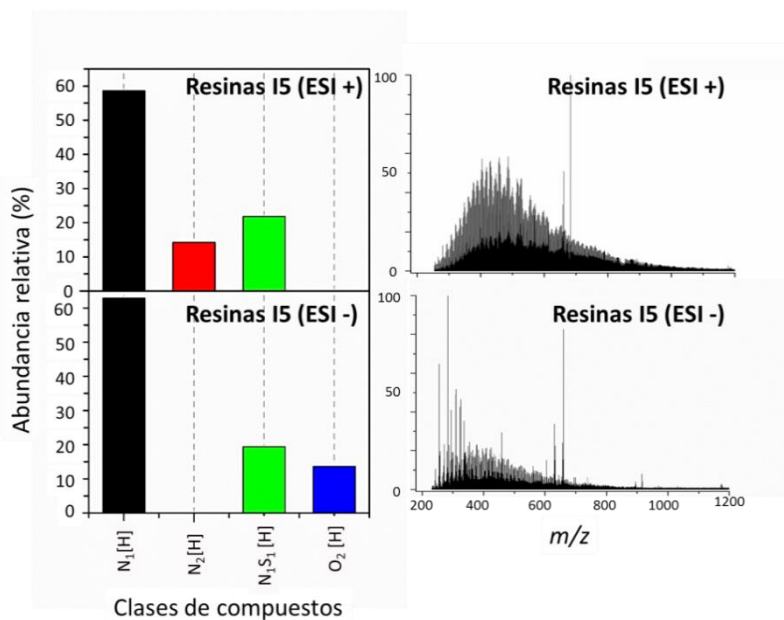 Abundancia relativa (%)
Resinas I5 (ESI +)
60
50
40
30
20
10
0
Resinas I5 (ESI -)
60
50
40
30
20
10
0
N₁[H]
N₂[H]
N₁S₁[H]
O₂ [H]
Clases de compuestos
Resinas I5 (ESI +)
100
50
0
Resinas I5 (ESI -)
100
50
0
200 400 600 800 1000 1200
m/z